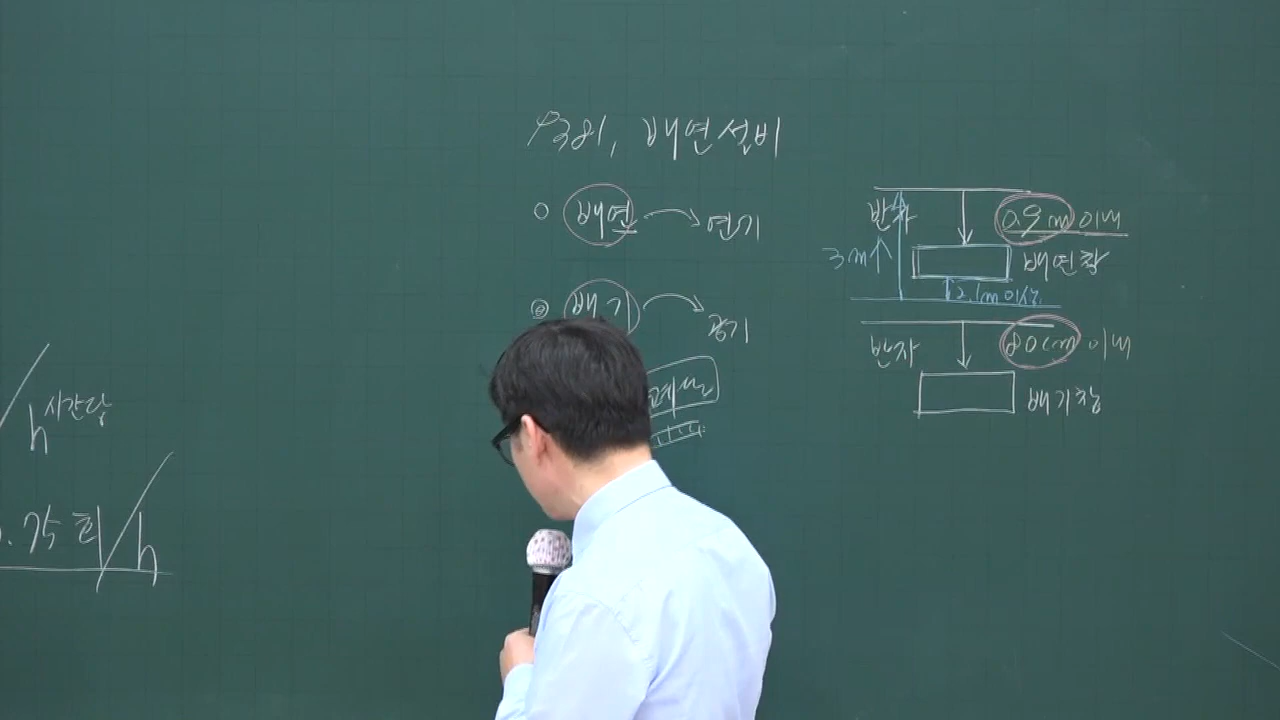 P381, 배연설비
○ 배연 → 연기
◎ 배기 → 공기
반자 0.9m 이내
3m↑ 배연창
2.1m 이상
반자 80cm 이내
배기창
/h 시간당
.75회/h